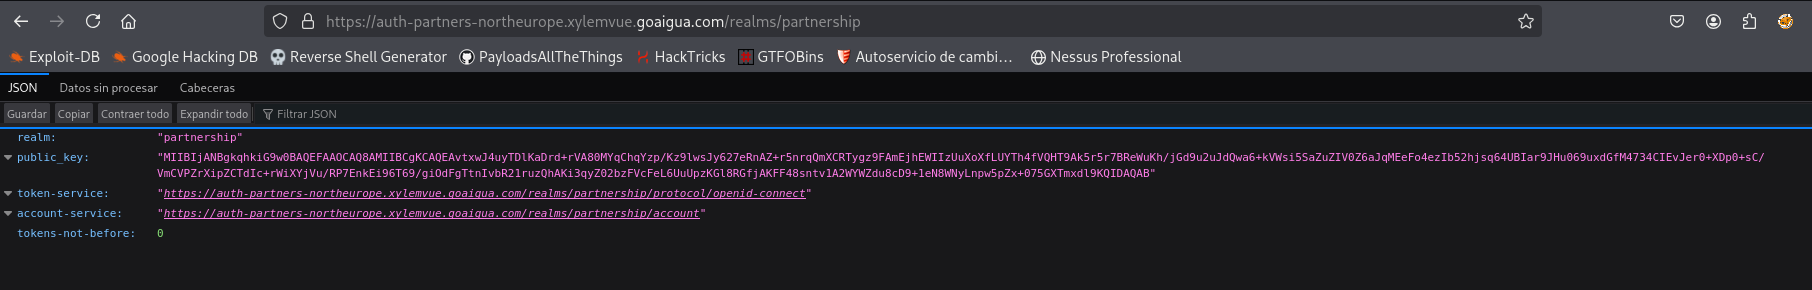 https://auth-partners-northeurope.xylemvue.goaigua.com/realms/partnership
Exploit-DB Google Hacking DB Reverse Shell Generator PayloadsAllTheThings HackTricks GTFOBins Autoservicio de cambi… Nessus Professional
JSON Datos sin procesar Cabeceras
Guardar Copiar Contraer todo Expandir todo Filtrar JSON
realm: "partnership"
public_key: "MIIBIjANBgkqhkiG9w0BAQEFAAOCAQ8AMIIBCgKCAQEAvtxwJ4uyTDlKaDrd+rVA80MYqChqYzp/Kz9lwsJy627eRnAZ+r5nrqQmXCRTygz9FAmEjhEWIIzUuXoXfLUYTh4fVQHT9Ak5r5r7BReWuKh/jGd9u2uJdQwa6+kVWsi5SaZuZIV0Z6aJqMEeFo4ezIb52hjsq64UBIar9JHu069uxdGfM4734CIEvJer0+XDp0+sC/
VmCVPZrXipZCTdIc+rWiXYjVu/RP7EnkEi96T69/giOdFgTtnIvbR21ruzQhAKi3qyZ02bzFVcFeL6UuUpzKGl8RGfjAKFF48sntv1A2WYWZdu8cD9+1eN8WNyLnpw5pZx+075GXTmxdl9KQIDAQAB"
token-service: "https://auth-partners-northeurope.xylemvue.goaigua.com/realms/partnership/protocol/openid-connect"
account-service: "https://auth-partners-northeurope.xylemvue.goaigua.com/realms/partnership/account"
tokens-not-before: 0